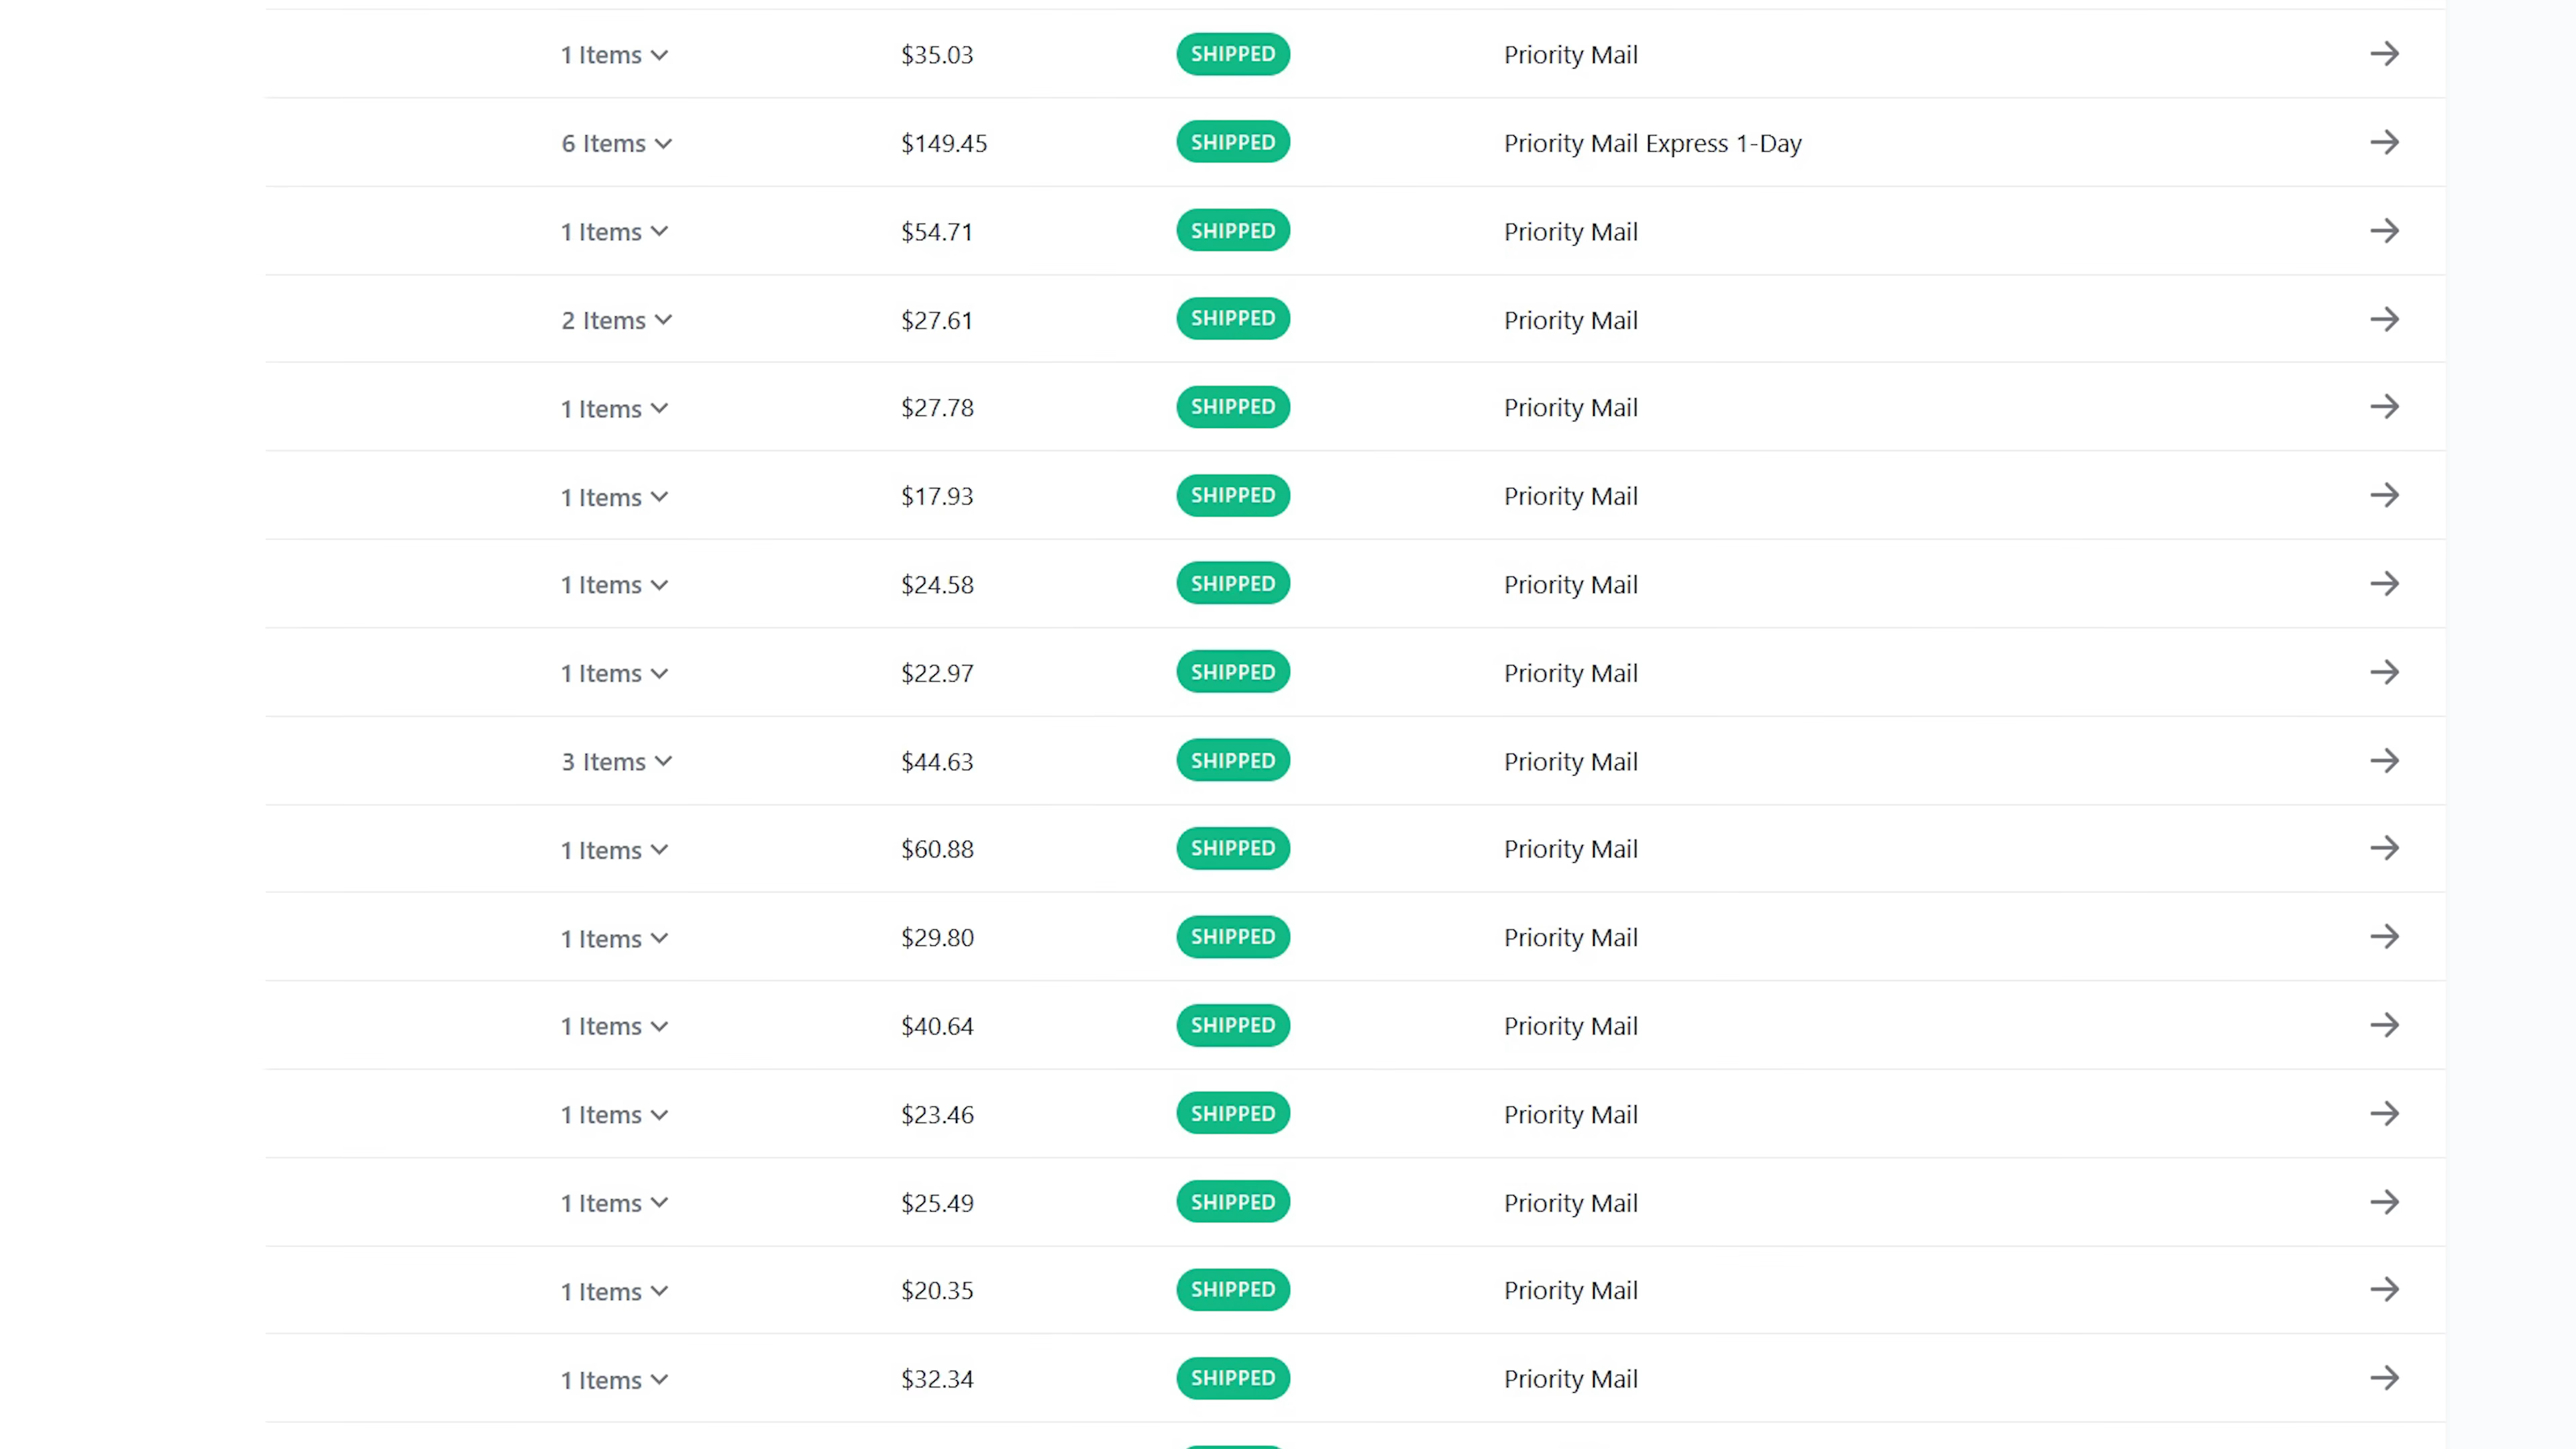 1 Items $35.03 SHIPPED Priority Mail
6 Items $149.45 SHIPPED Priority Mail Express 1-Day
1 Items $54.71 SHIPPED Priority Mail
2 Items $27.61 SHIPPED Priority Mail
1 Items $27.78 SHIPPED Priority Mail
1 Items $17.93 SHIPPED Priority Mail
1 Items $24.58 SHIPPED Priority Mail
1 Items $22.97 SHIPPED Priority Mail
3 Items $44.63 SHIPPED Priority Mail
1 Items $60.88 SHIPPED Priority Mail
1 Items $29.80 SHIPPED Priority Mail
1 Items $40.64 SHIPPED Priority Mail
1 Items $23.46 SHIPPED Priority Mail
1 Items $25.49 SHIPPED Priority Mail
1 Items $20.35 SHIPPED Priority Mail
1 Items $32.34 SHIPPED Priority Mail